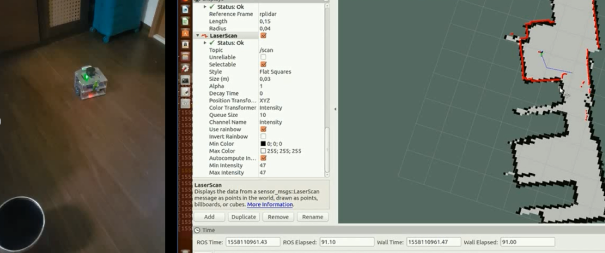 Status: Ok
Reference Frame rplidar
Length 0,15
Radius 0,04
LaserScan
Status: Ok
Topic /scan
Unreliable
Selectable
Style Flat Squares
Size (m) 0,03
Alpha 1
Decay Time 0
Position Transfo... XYZ
Color Transformer Intensity
Queue Size 10
Channel Name intensity
Use rainbow
Invert Rainbow
Min Color 0; 0; 0
Max Color 255; 255; 255
Autocompute In...
Min Intensity 47
Max Intensity 47
LaserScan
Displays the data from a sensor_msgs::LaserScan
message as points in the world, drawn as points,
billboards, or cubes. More Information.
Add Duplicate Remove Rename
Time
ROS Time: 1558110961.43 ROS Elapsed: 91.10 Wall Time: 1558110961.47 Wall Elapsed: 91.00